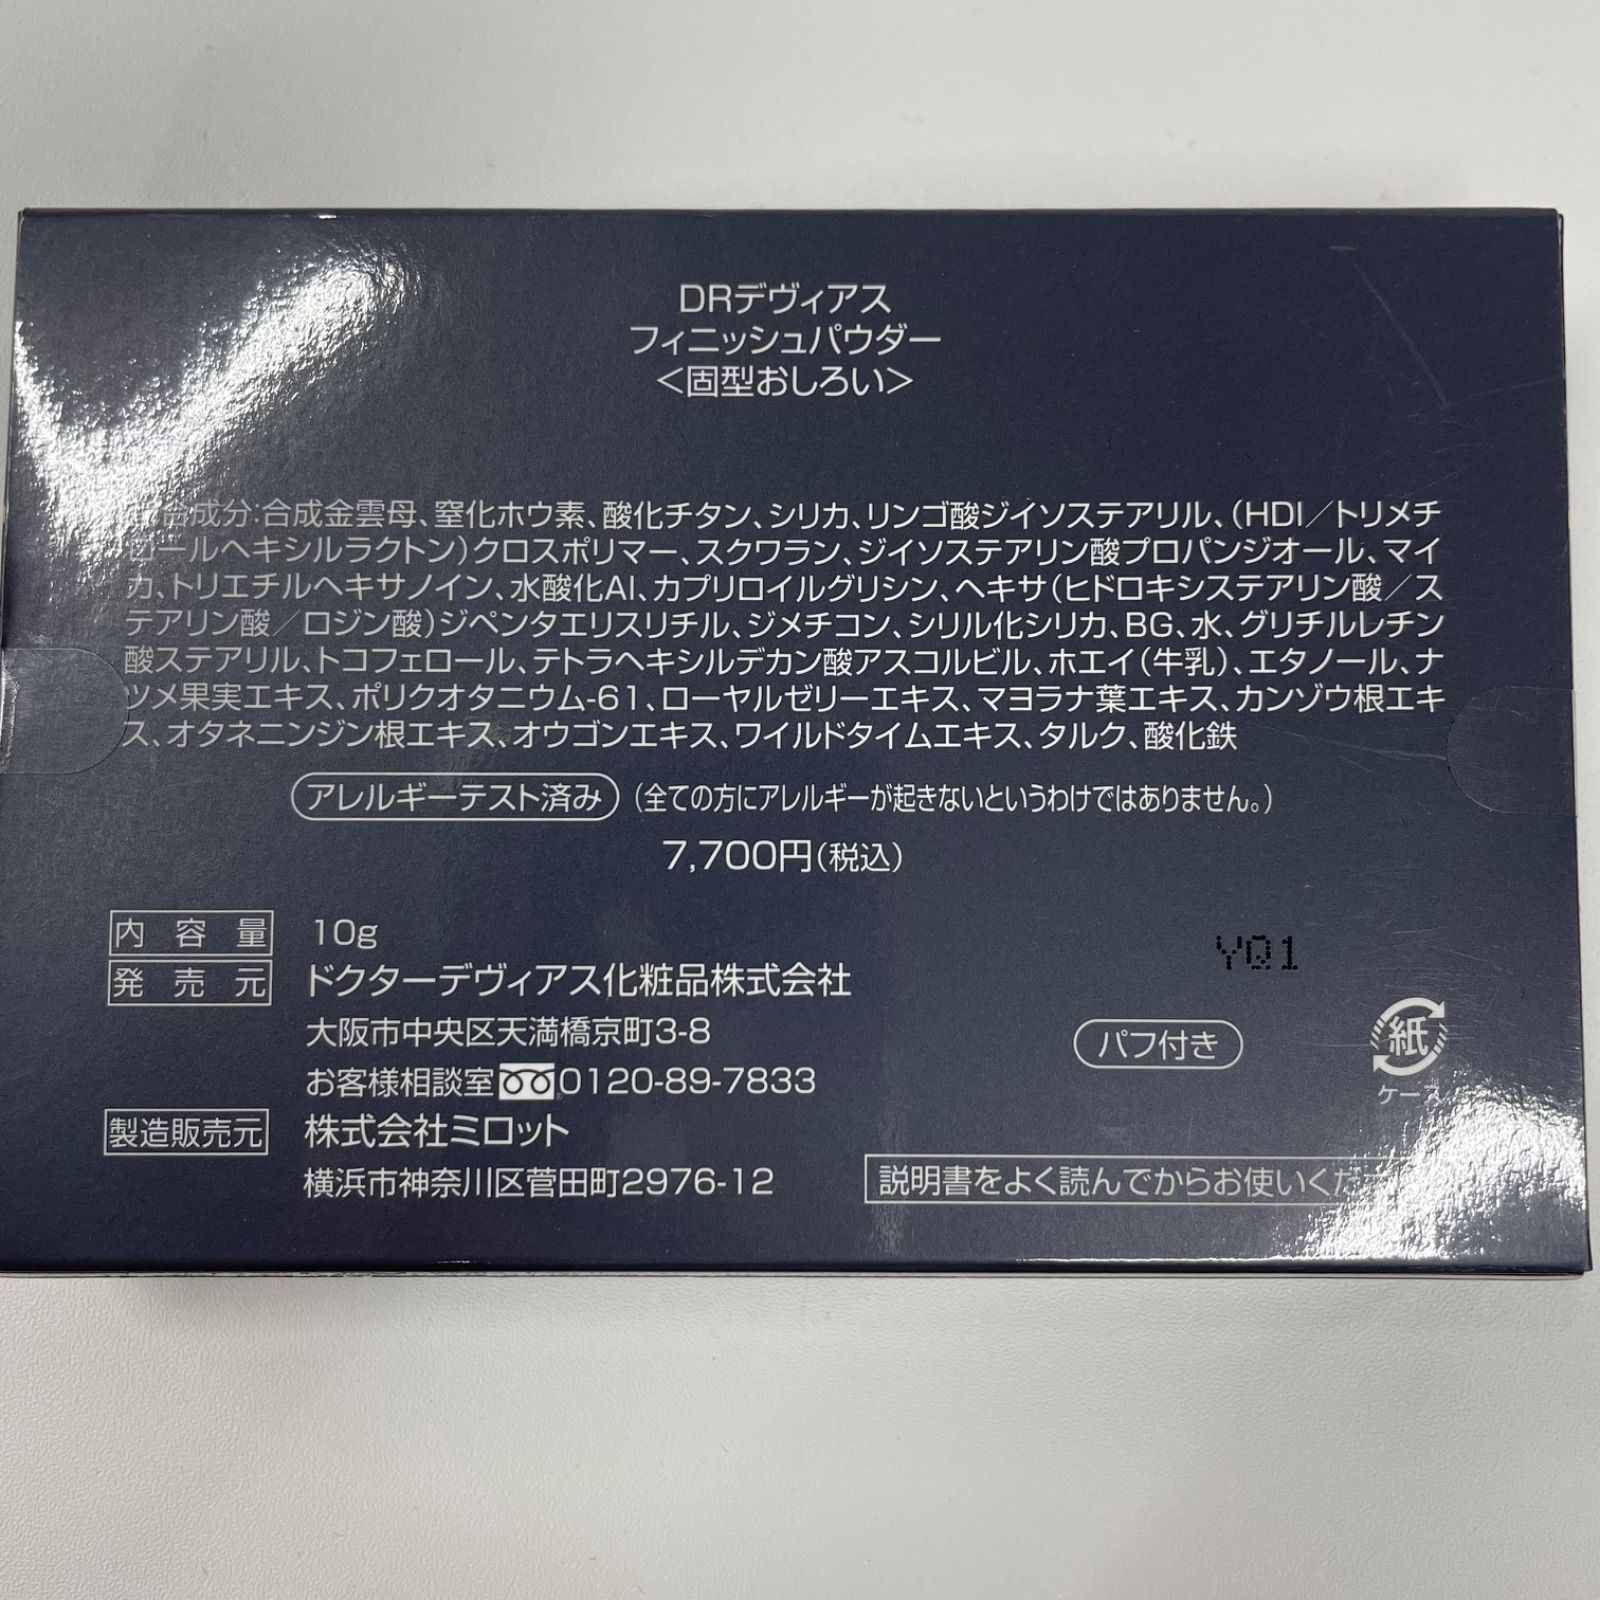 DRデヴィアス
フィニッシュパウダー
<固型おしろい>
合成分:合成金雲母、窒化ホウ素、酸化チタン、シリカ、リンゴ酸ジイソステアリル、(HDI/トリメチ
ロールヘキシルラクトン)クロスポリマー、スクワラン、ジイソステアリン酸プロパンジオール、マイ
カ、トリエチルヘキサノイン、水酸化Al、カプリロイルグリシン、ヘキサ(ヒドロキシステアリン酸/ス
テアリン酸/ロジン酸)ジペンタエリスリチル、ジメチコン、シリル化シリカ、BG、水、グリチルレチン
酸ステアリル、トコフェロール、テトラヘキシルデカン酸アスコルビル、ホエイ(牛乳)、エタノール、ナ
ツメ果実エキス、ポリクオタニウム-61、ローヤルゼリーエキス、マヨラナ葉エキス、カンゾウ根エキ
ス、オタネニンジン根エキス、オウゴンエキス、ワイルドタイムエキス、タルク、酸化鉄
アレルギーテスト済み (全ての方にアレルギーが起きないというわけではありません。)
7,700円(税込)
内容量 10g
YQ1
発売元 ドクターデヴィアス化粧品株式会社
大阪市中央区天満橋京町3-8
パフ付き
紙
ケース
お客様相談室 0120-89-7833
製造販売元 株式会社ミロット
横浜市神奈川区菅田町2976-12
説明書をよく読んでからお使いくだ